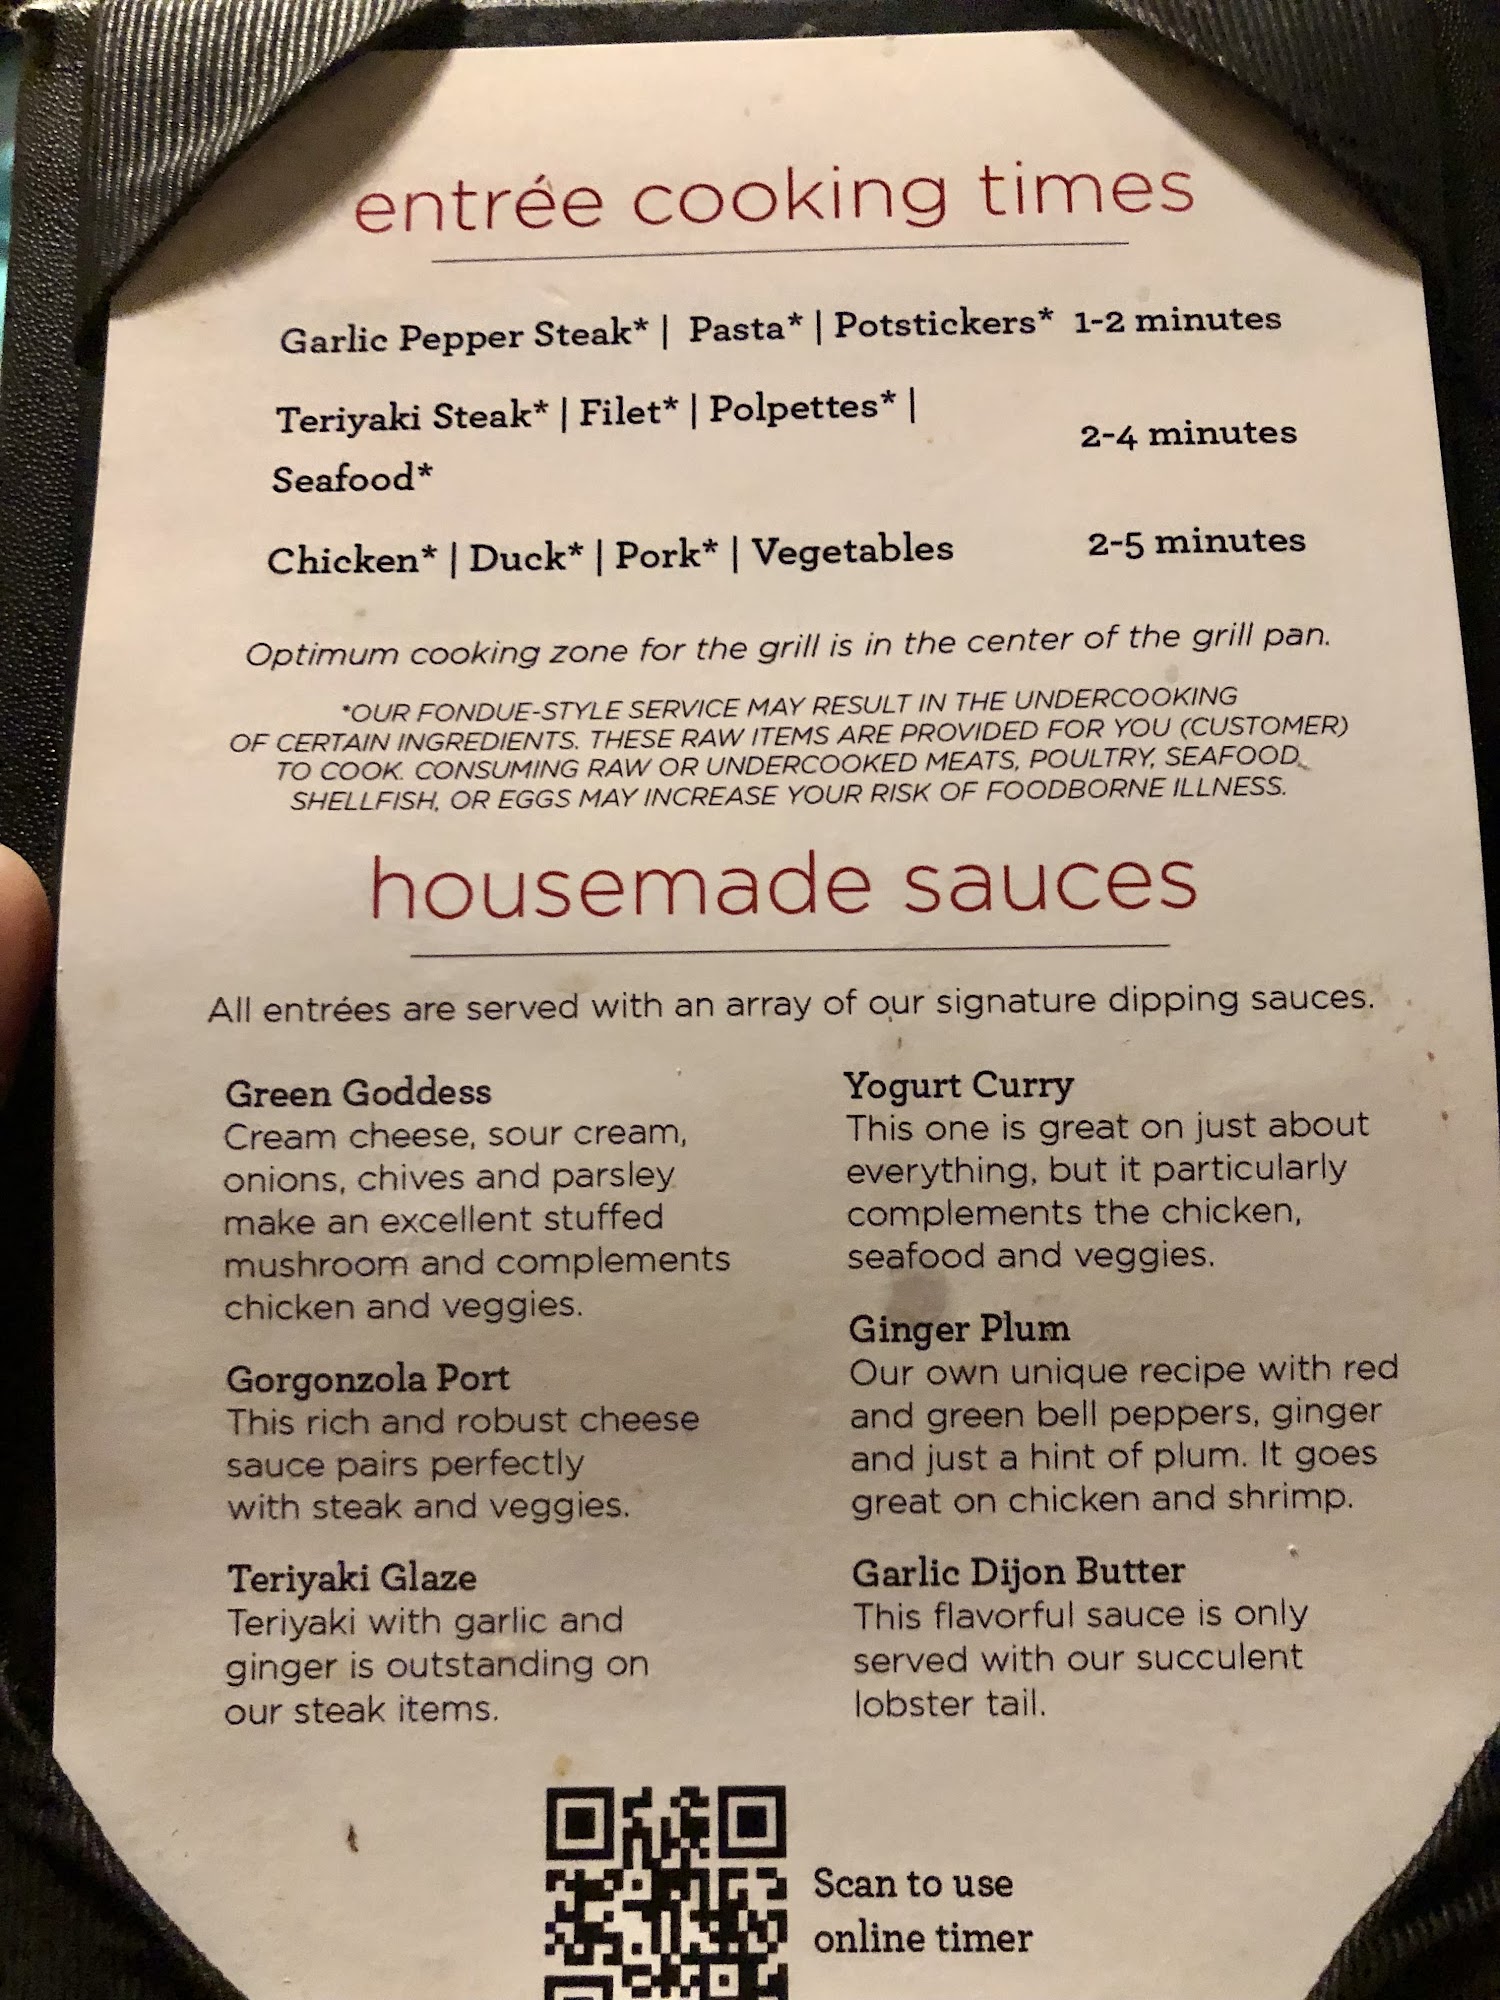 entrée cooking times
Garlic Pepper Steak* | Pasta* | Potstickers* 1-2 minutes
Teriyaki Steak* | Filet* | Polpettes* |
Seafood*
2-4 minutes
Chicken* | Duck* | Pork* | Vegetables 2-5 minutes
Optimum cooking zone for the grill is in the center of the grill pan.
*OUR FONDUE-STYLE SERVICE MAY RESULT IN THE UNDERCOOKING
OF CERTAIN INGREDIENTS. THESE RAW ITEMS ARE PROVIDED FOR YOU (CUSTOMER)
TO COOK. CONSUMING RAW OR UNDERCOOKED MEATS, POULTRY, SEAFOOD,
SHELLFISH, OR EGGS MAY INCREASE YOUR RISK OF FOODBORNE ILLNESS.
housemade sauces
All entrées are served with an array of our signature dipping sauces.
Green Goddess
Cream cheese, sour cream,
onions, chives and parsley
make an excellent stuffed
mushroom and complements
chicken and veggies.
Gorgonzola Port
This rich and robust cheese
sauce pairs perfectly
with steak and veggies.
Teriyaki Glaze
Teriyaki with garlic and
ginger is outstanding on
our steak items.
Yogurt Curry
This one is great on just about
everything, but it particularly
complements the chicken,
seafood and veggies.
Ginger Plum
Our own unique recipe with red
and green bell peppers, ginger
and just a hint of plum. It goes
great on chicken and shrimp.
Garlic Dijon Butter
This flavorful sauce is only
served with our succulent
lobster tail.
Scan to use
online timer